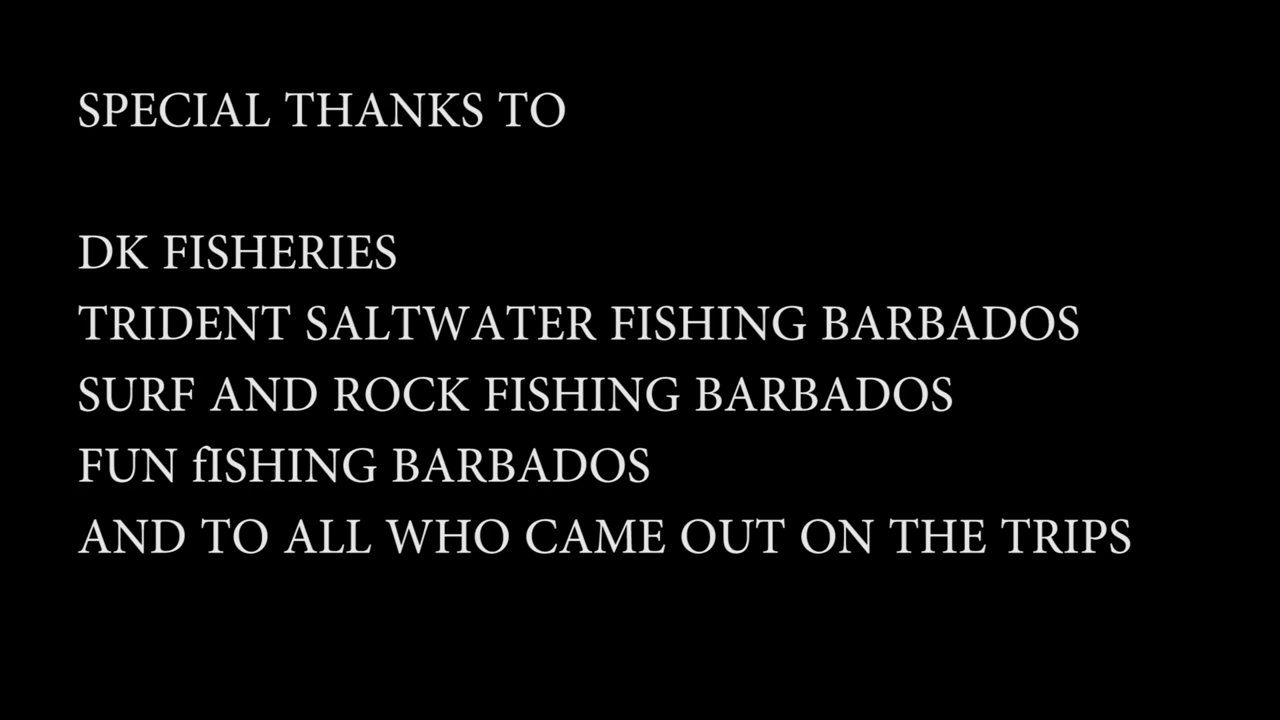 SPECIAL THANKS TO
DK FISHERIES
TRIDENT SALTWATER FISHING BARBADOS
SURF AND ROCK FISHING BARBADOS
FUN fISHING BARBADOS
AND TO ALL WHO CAME OUT ON THE TRIPS